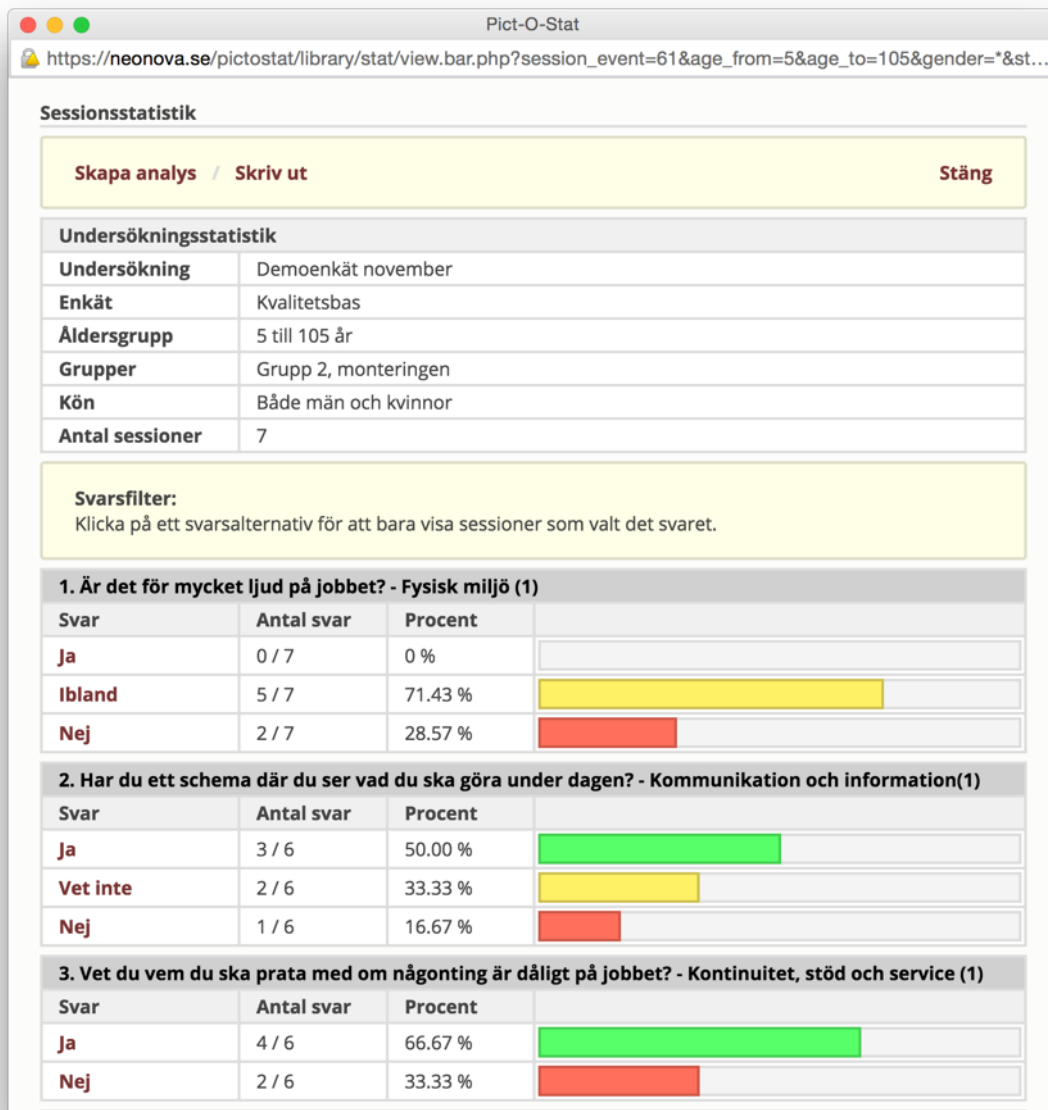 Pict-O-Stat
https://neonova.se/pictostat/library/stat/view.bar.php?session_event=61&age_from=5&age_to=105&gender=*&st...
Sessionsstatistik
Skapa analys / Skriv ut Stäng
Undersökningsstatistik
Undersökning Demoenkät november
Enkät Kvalitetsbas
Åldersgrupp 5 till 105 år
Grupper Grupp 2, monteringen
Kön Både män och kvinnor
Antal sessioner 7
Svarsfilter:
Klicka på ett svarsalternativ för att bara visa sessioner som valt det svaret.
1. Är det för mycket ljud på jobbet? - Fysisk miljö (1)
Svar Antal svar Procent
Ja 0 / 7 0 %
Ibland 5 / 7 71.43 %
Nej 2 / 7 28.57 %
2. Har du ett schema där du ser vad du ska göra under dagen? - Kommunikation och information(1)
Svar Antal svar Procent
Ja 3 / 6 50.00 %
Vet inte 2 / 6 33.33 %
Nej 1 / 6 16.67 %
3. Vet du vem du ska prata med om någonting är dåligt på jobbet? - Kontinuitet, stöd och service (1)
Svar Antal svar Procent
Ja 4 / 6 66.67 %
Nej 2 / 6 33.33 %